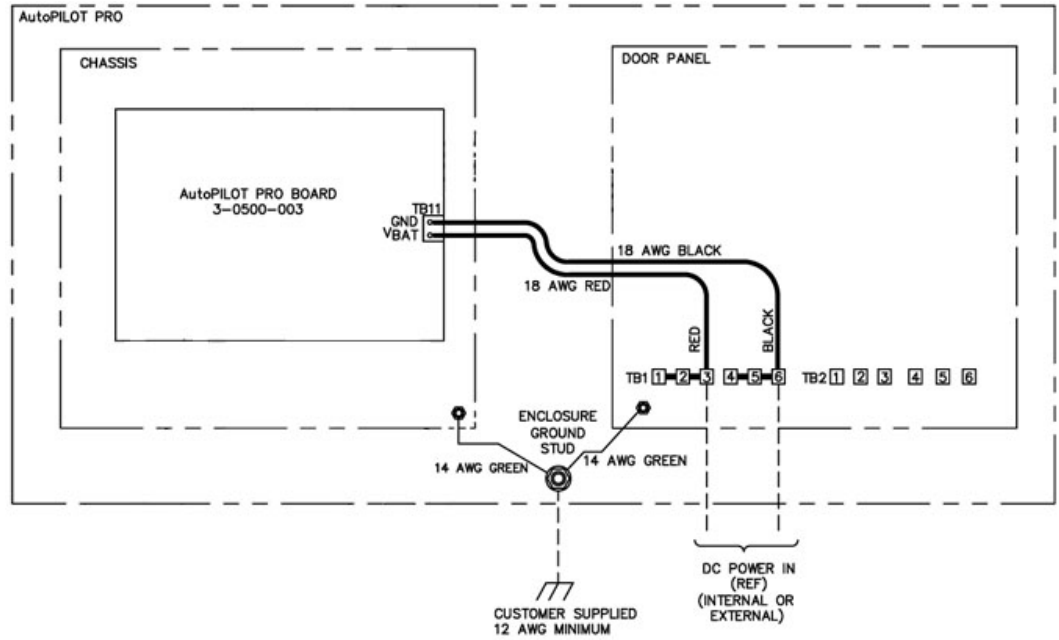 AutoPILOT PRO
CHASSIS
DOOR PANEL
AutoPILOT PRO BOARD
3-0500-003
TB11
GND
VBAT
18 AWG BLACK
18 AWG RED
RED
BLACK
TB1 1 2 3 4 5 6
TB2 1 2 3 4 5 6
ENCLOSURE
GROUND
STUD
14 AWG GREEN
14 AWG GREEN
DC POWER IN
(REF)
(INTERNAL OR
EXTERNAL)
CUSTOMER SUPPLIED
12 AWG MINIMUM